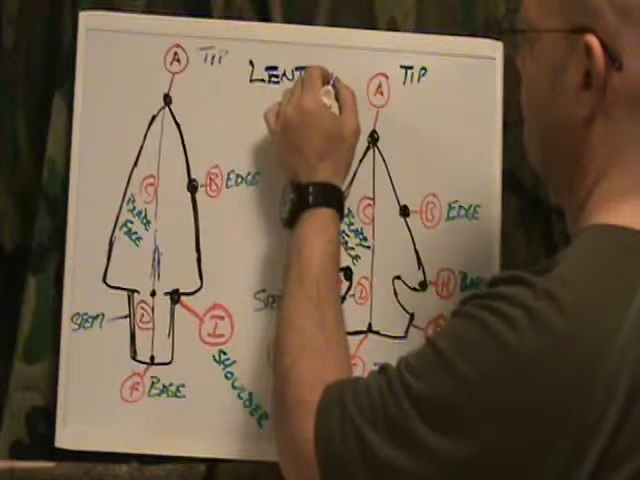 A TIP
LENT
A TIP
B EDGE
C
BLADE
FACE
B EDGE
C
H
STEM
D
I
D
SHOULDER
F BASE